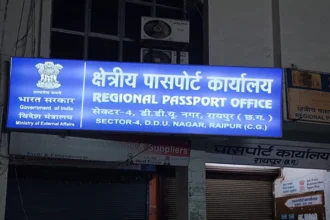 क्षेत्रीय पासपोर्ट कार्यालय
REGIONAL PASSPORT OFFICE
सेक्टर-4, डी.डी.यू. नगर, रायपुर (छ.ग.)
SECTOR-4, D.D.U. NAGAR, RAIPUR (C.G.)
भारत सरकार
Government of India
विदेश मंत्रालय
Ministry of External Affairs
Suppliers
पासपोर्ट कार्यालय
रायपुर (छ.ग.)